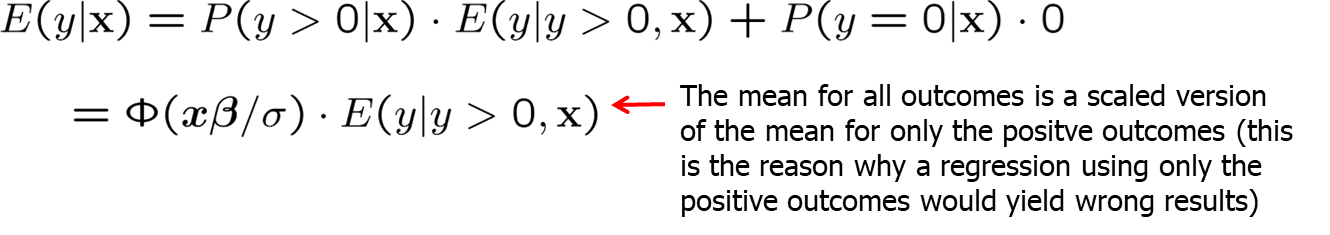 E(y|x) = P(y > 0|x) · E(y|y > 0, x) + P(y = 0|x) · 0
= Φ(xβ/σ) · E(y|y > 0, x)
The mean for all outcomes is a scaled version
of the mean for only the positve outcomes (this
is the reason why a regression using only the
positive outcomes would yield wrong results)